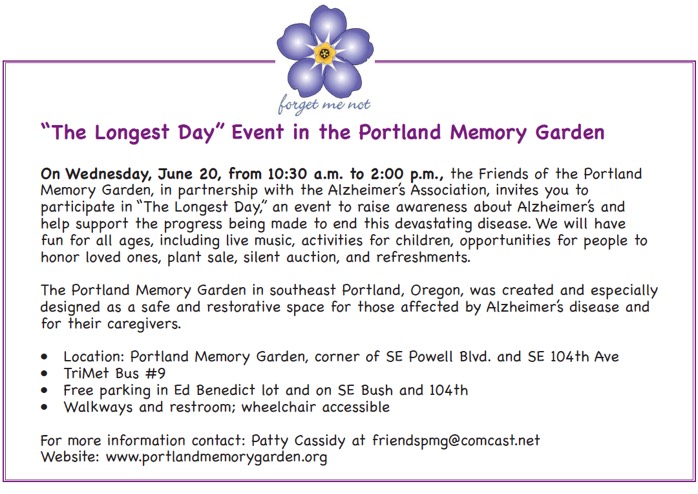 forget me not
“The Longest Day” Event in the Portland Memory Garden
On Wednesday, June 20, from 10:30 a.m. to 2:00 p.m., the Friends of the Portland
Memory Garden, in partnership with the Alzheimer’s Association, invites you to
participate in “The Longest Day,” an event to raise awareness about Alzheimer’s and
help support the progress being made to end this devastating disease. We will have
fun for all ages, including live music, activities for children, opportunities for people to
honor loved ones, plant sale, silent auction, and refreshments.
The Portland Memory Garden in southeast Portland, Oregon, was created and especially
designed as a safe and restorative space for those affected by Alzheimer’s disease and
for their caregivers.
• Location: Portland Memory Garden, corner of SE Powell Blvd. and SE 104th Ave
• TriMet Bus #9
• Free parking in Ed Benedict lot and on SE Bush and 104th
• Walkways and restroom; wheelchair accessible
For more information contact: Patty Cassidy at friendspmg@comcast.net
Website: www.portlandmemorygarden.org